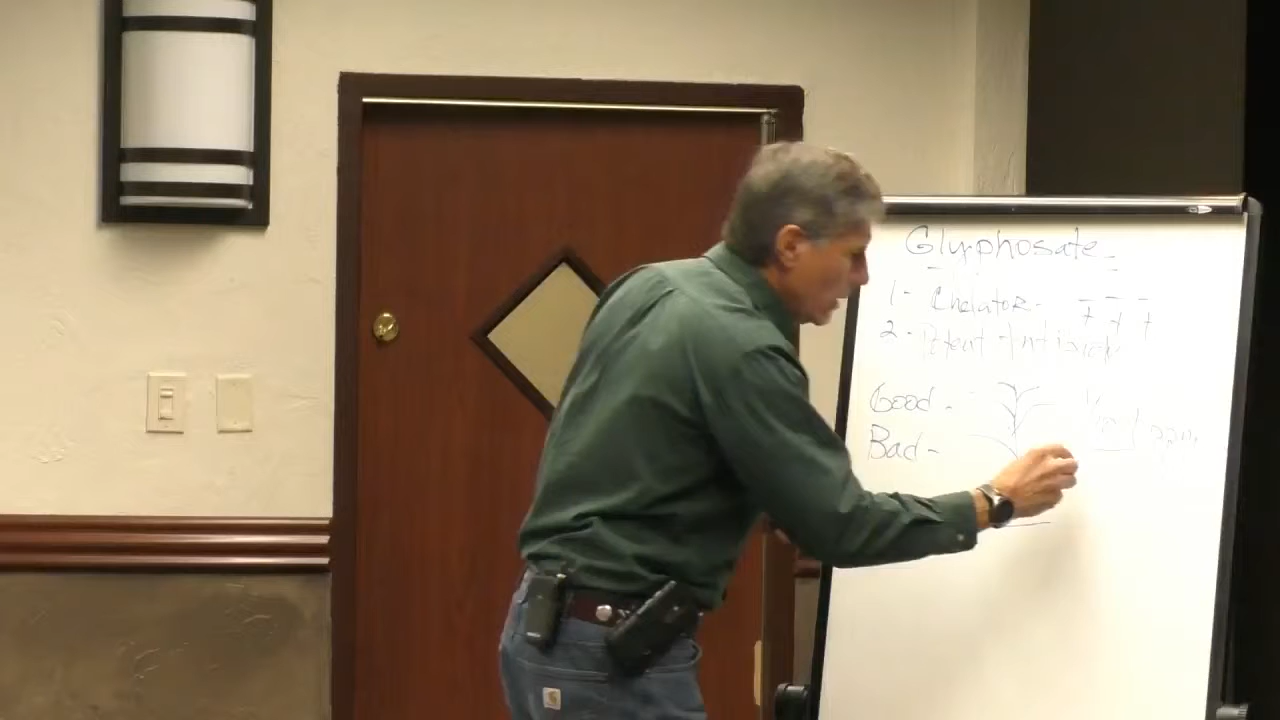 Glyphosate
1- Chelator- + + +
2- Potent Antibiotic
Good -
Bad -